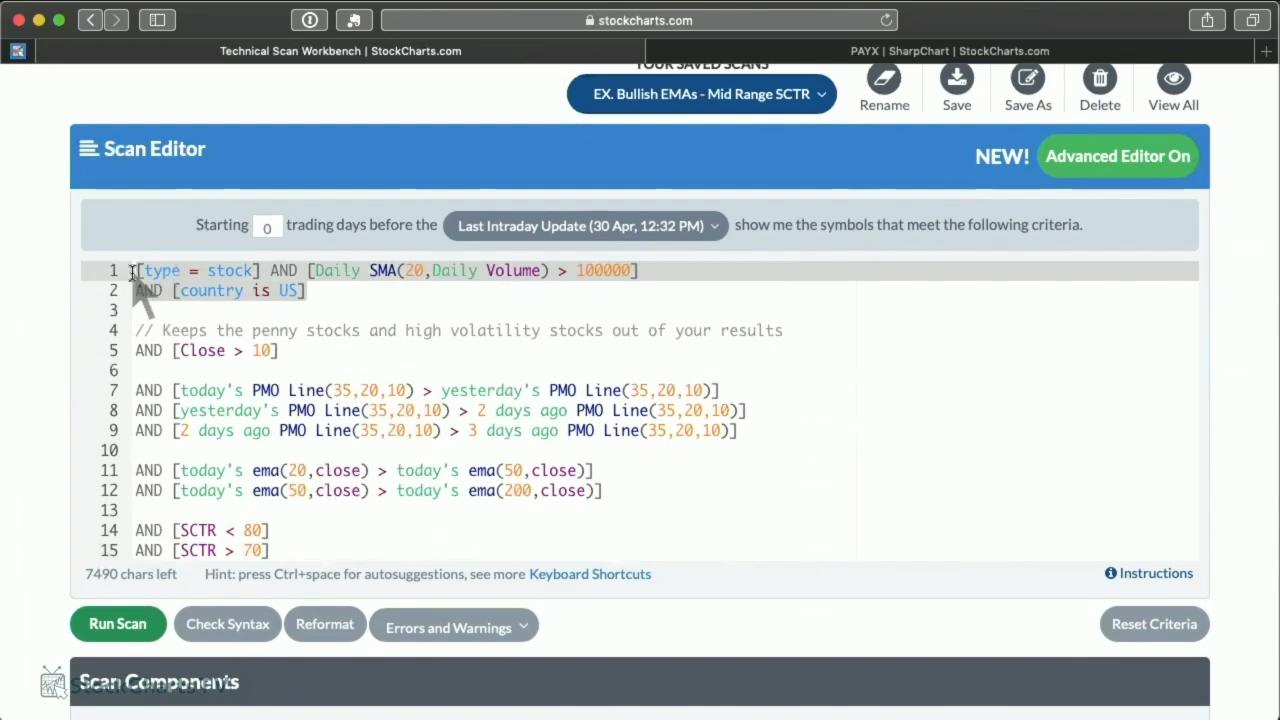 stockcharts.com
Technical Scan Workbench | StockCharts.com
PAYX | SharpChart | StockCharts.com
YOUR SAVED SCANS
EX. Bullish EMAs - Mid Range SCTR
Rename
Save
Save As
Delete
View All
Scan Editor
NEW! Advanced Editor On
Starting 0 trading days before the Last Intraday Update (30 Apr, 12:32 PM) show me the symbols that meet the following criteria.
1 [type = stock] AND [Daily SMA(20,Daily Volume) > 100000]
2 AND [country is US]
3
4 // Keeps the penny stocks and high volatility stocks out of your results
5 AND [Close > 10]
6
7 AND [today's PMO Line(35,20,10) > yesterday's PMO Line(35,20,10)]
8 AND [yesterday's PMO Line(35,20,10) > 2 days ago PMO Line(35,20,10)]
9 AND [2 days ago PMO Line(35,20,10) > 3 days ago PMO Line(35,20,10)]
10
11 AND [today's ema(20,close) > today's ema(50,close)]
12 AND [today's ema(50,close) > today's ema(200,close)]
13
14 AND [SCTR < 80]
15 AND [SCTR > 70]
7490 chars left
Hint: press Ctrl+space for autosuggestions, see more Keyboard Shortcuts
Instructions
Run Scan
Check Syntax
Reformat
Errors and Warnings
Reset Criteria
Scan Components
StockCharts TV